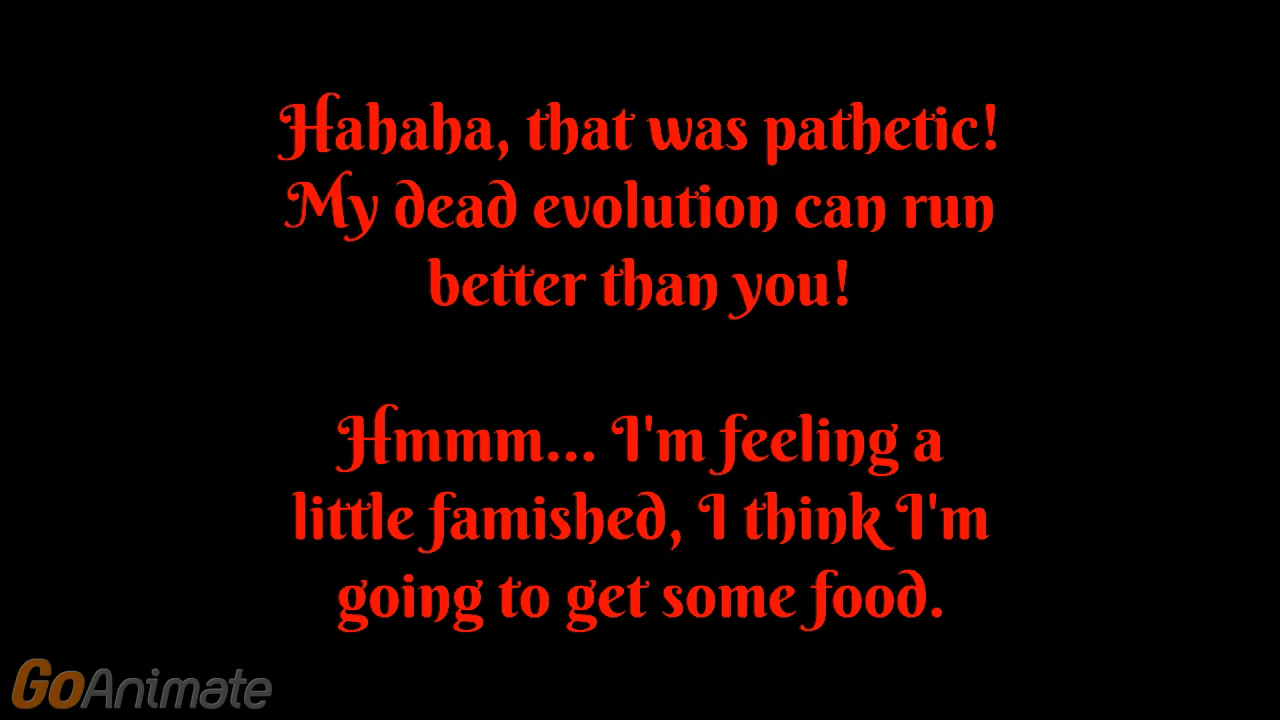 Hahaha, that was pathetic!
My dead evolution can run
better than you!
Hmmm... I'm feeling a
little famished, I think I'm
going to get some food.
GoAnimate